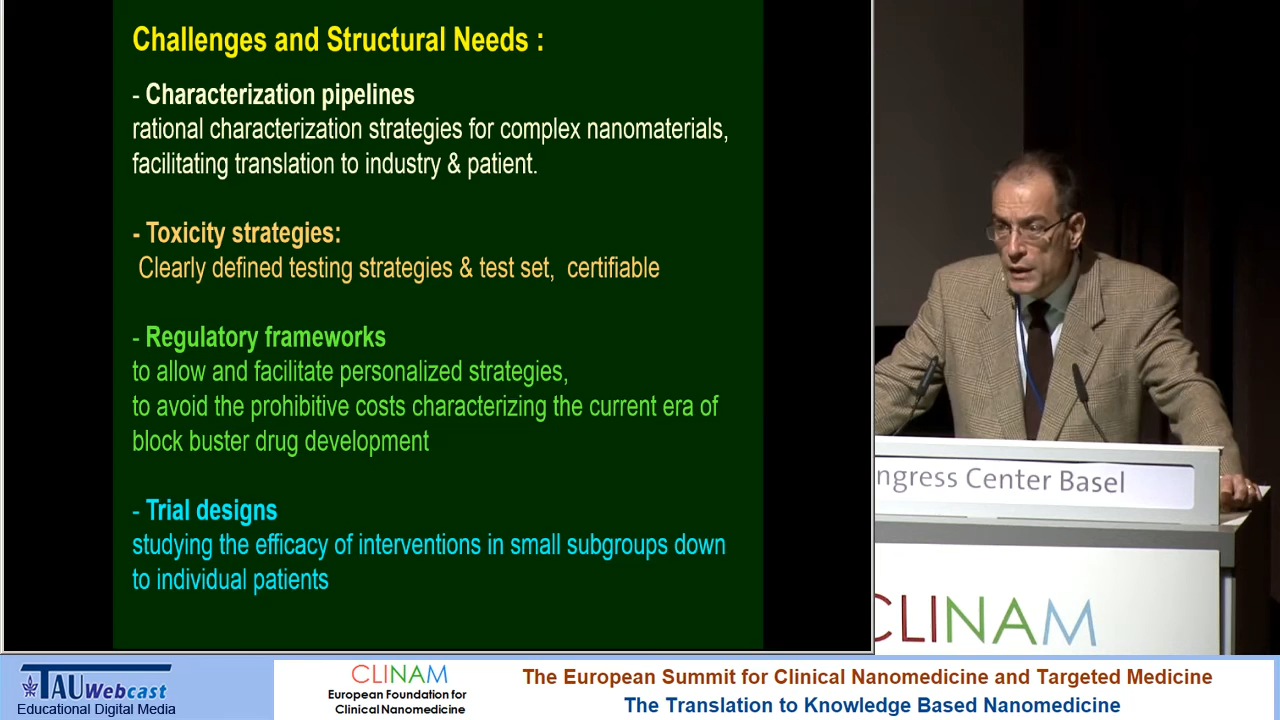 Challenges and Structural Needs :
- Characterization pipelines
rational characterization strategies for complex nanomaterials,
facilitating translation to industry & patient.
- Toxicity strategies:
Clearly defined testing strategies & test set, certifiable
- Regulatory frameworks
to allow and facilitate personalized strategies,
to avoid the prohibitive costs characterizing the current era of
block buster drug development
- Trial designs
studying the efficacy of interventions in small subgroups down
to individual patients
ngress Center Basel
CLINAM
TAU Webcast
Educational Digital Media
CLINAM
European Foundation for
Clinical Nanomedicine
The European Summit for Clinical Nanomedicine and Targeted Medicine
The Translation to Knowledge Based Nanomedicine